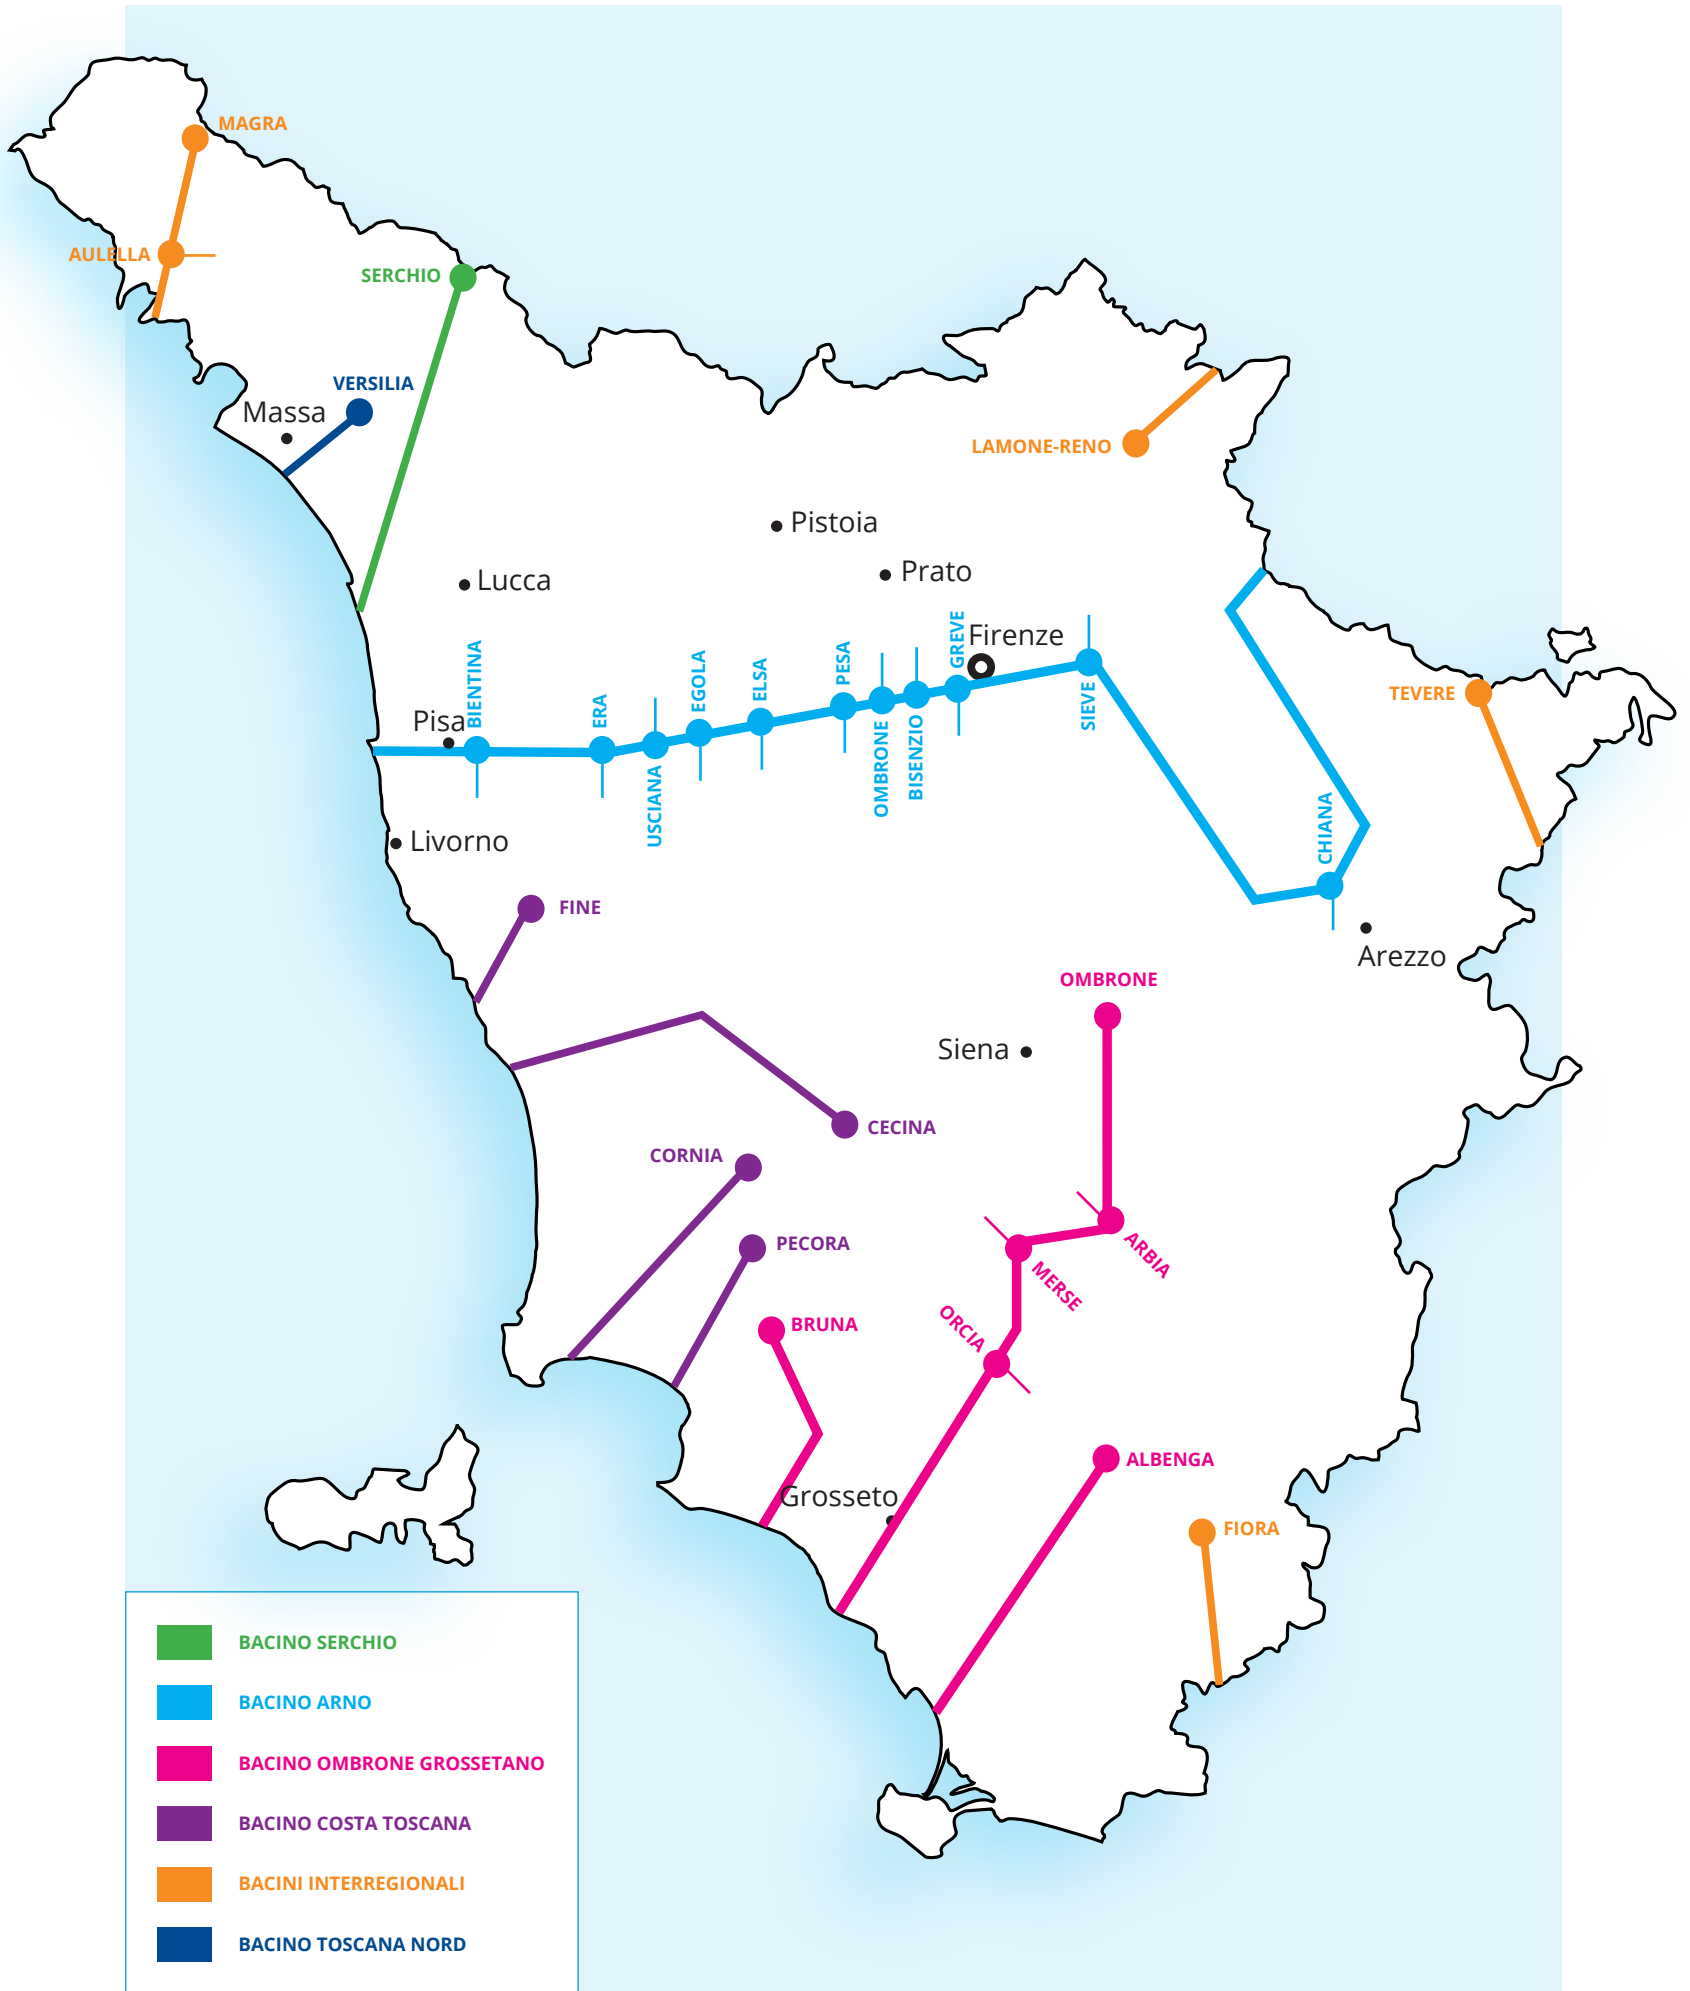 MAGRA
AULELLA
SERCHIO
VERSILIA
Massa
LAMONE-RENO
Pistoia
Prato
Lucca
Firenze
BIENTINA
ERA
USCIANA
EGOLA
ELSA
PESA
OMBRONE
BISENZIO
GREVE
SIEVE
TEVERE
Pisa
CHIANA
Livorno
FINE
Arezzo
OMBRONE
Siena
CECINA
CORNIA
PECORA
ARBIA
MERSE
ORCIA
BRUNA
ALBENGA
Grosseto
FIORA
BACINO SERCHIO
BACINO ARNO
BACINO OMBRONE GROSSETANO
BACINO COSTA TOSCANA
BACINI INTERREGIONALI
BACINO TOSCANA NORD